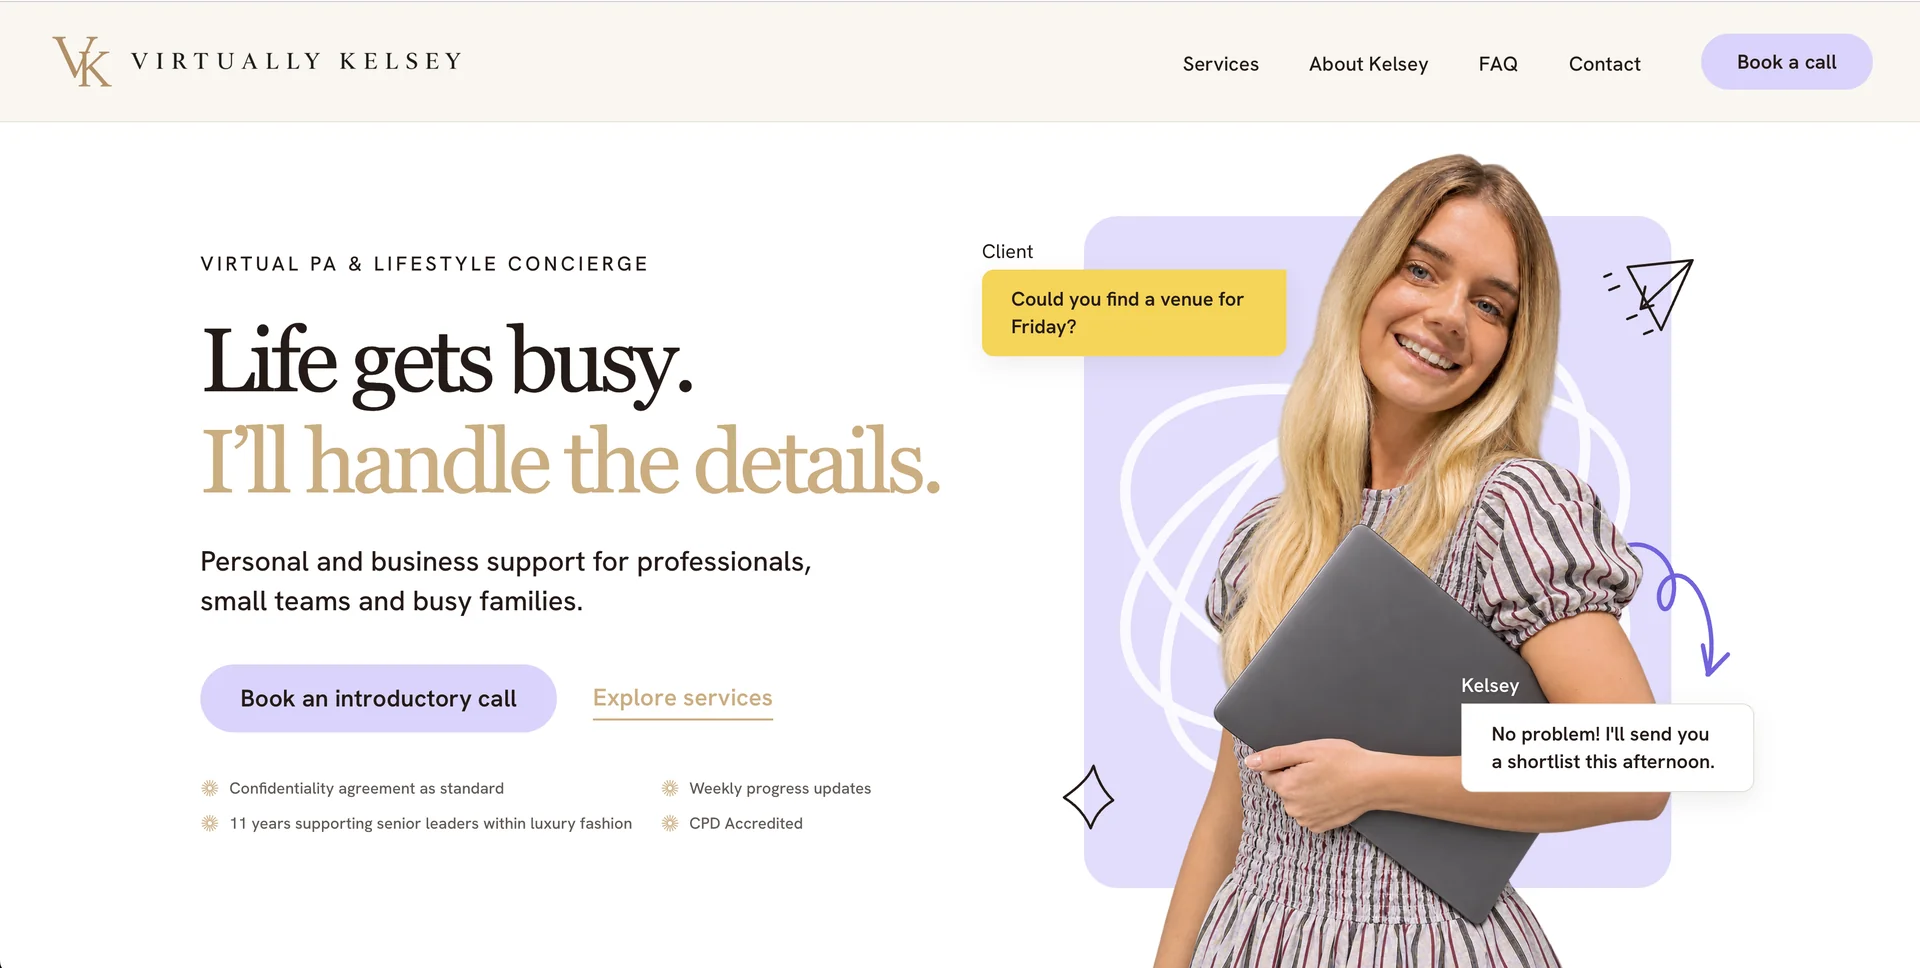 VK VIRTUALLY KELSEY
Services
About Kelsey
FAQ
Contact
Book a call
VIRTUAL PA & LIFESTYLE CONCIERGE
Life gets busy.
I’ll handle the details.
Personal and business support for professionals,
small teams and busy families.
Book an introductory call
Explore services
Confidentiality agreement as standard
Weekly progress updates
11 years supporting senior leaders within luxury fashion
CPD Accredited
Client
Could you find a venue for
Friday?
Kelsey
No problem! I'll send you
a shortlist this afternoon.